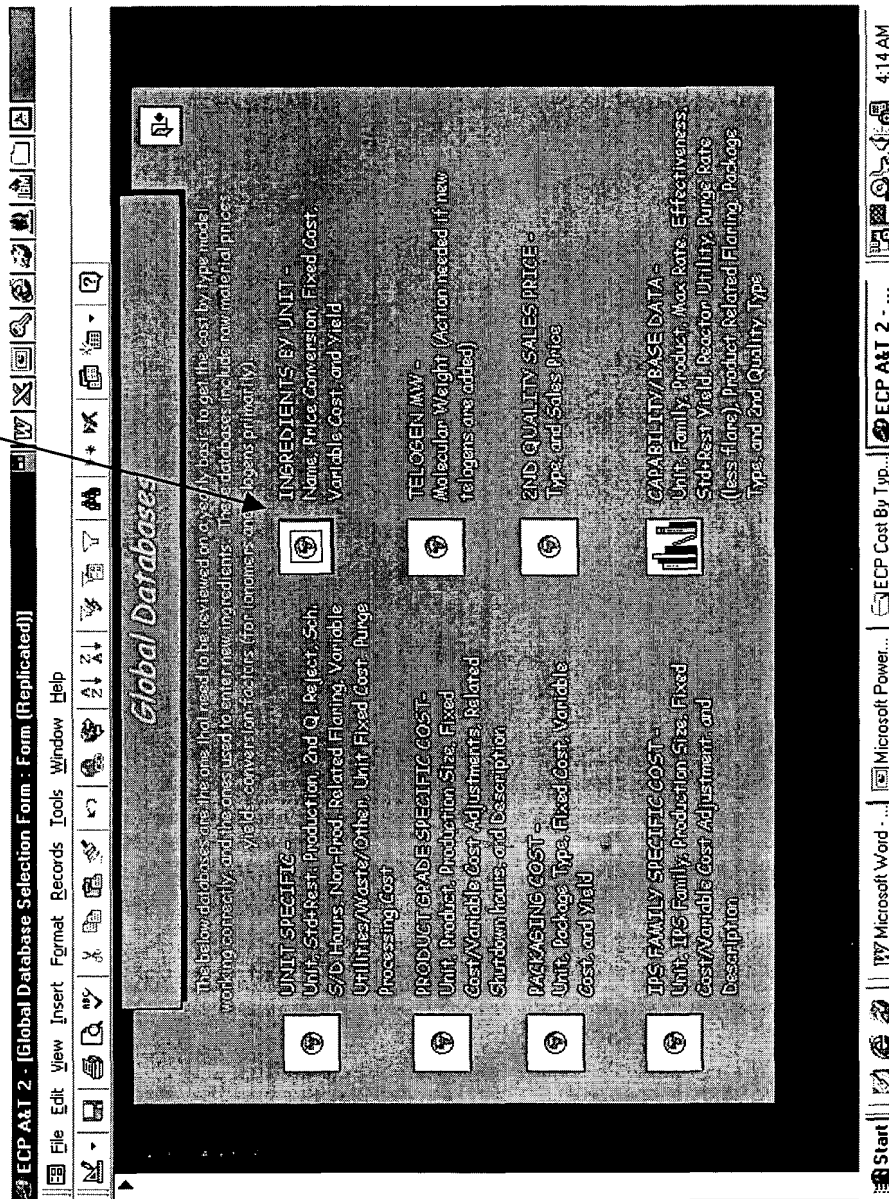 ECP A&T 2 - [Global Database Selection Form : Form (Replicated)]
File Edit View Insert Format Records Tools Window Help
Global Databases
The below databases are the one that need to be reviewed on a yearly basis to get the cost by type model
working correctly and the ones used to enter new ingredients. These databases include raw material prices
yields, conversion factors (for ionomers and telogens primarily)
UNIT SPECIFIC -
Unit, Std+Rest. Production, 2nd Q, Reject, Sch.
S/D Hours, Non-Prod. Related Flaring, Variable
Utilities/Waste/Other, Unit Fixed Cost, Purge
Processing Cost
INGREDIENTS BY UNIT -
Name, Price, Conversion, Fixed Cost,
Variable Cost, and Yield
PRODUCT GRADE SPECIFIC COST-
Unit, Product, Production Size, Fixed
Cost/Variable Cost Adjustments, Related
Shutdown hours, and Description
TELOGEN MW -
Molecular Weight (Action needed if new
telogens are added)
PACKAGING COST -
Unit, Package Type, Fixed Cost, Variable
Cost, and Yield
2ND QUALITY SALES PRICE -
Type, and Sales Price
IPS FAMILY SPECIFIC COST -
Unit, IPS Family, Production Size, Fixed
Cost/Variable Cost Adjustment, and
Description
CAPABILITY/BASE DATA -
Unit, Family, Product, Max Rate, Effectiveness,
Std+Rest Yield, Reactor Utility, Purge Rate
(less flare), Product Related Flaring, Package
Type, and 2nd Quality Type
Start Microsoft Word - ... Microsoft Power... ECP Cost By Typ... ECP A&T 2 - ... 4:14 AM